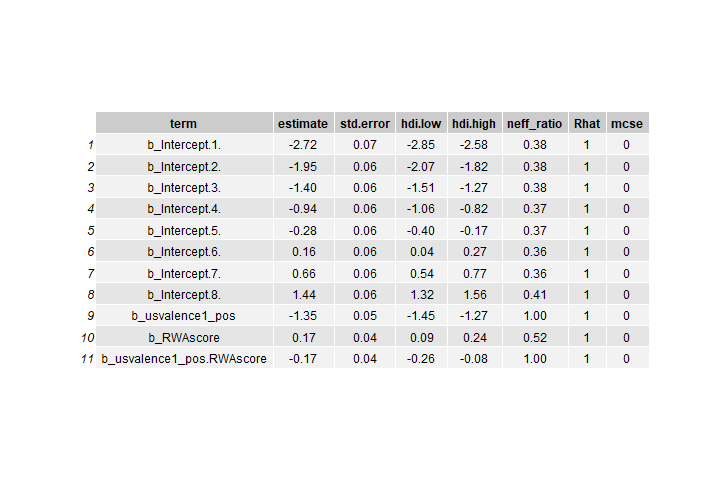 term estimate std.error hdi.low hdi.high neff_ratio Rhat mcse
1 b_Intercept.1. -2.72 0.07 -2.85 -2.58 0.38 1 0
2 b_Intercept.2. -1.95 0.06 -2.07 -1.82 0.38 1 0
3 b_Intercept.3. -1.40 0.06 -1.51 -1.27 0.38 1 0
4 b_Intercept.4. -0.94 0.06 -1.06 -0.82 0.37 1 0
5 b_Intercept.5. -0.28 0.06 -0.40 -0.17 0.37 1 0
6 b_Intercept.6. 0.16 0.06 0.04 0.27 0.36 1 0
7 b_Intercept.7. 0.66 0.06 0.54 0.77 0.36 1 0
8 b_Intercept.8. 1.44 0.06 1.32 1.56 0.41 1 0
9 b_usvalence1_pos -1.35 0.05 -1.45 -1.27 1.00 1 0
10 b_RWAscore 0.17 0.04 0.09 0.24 0.52 1 0
11 b_usvalence1_pos.RWAscore -0.17 0.04 -0.26 -0.08 1.00 1 0